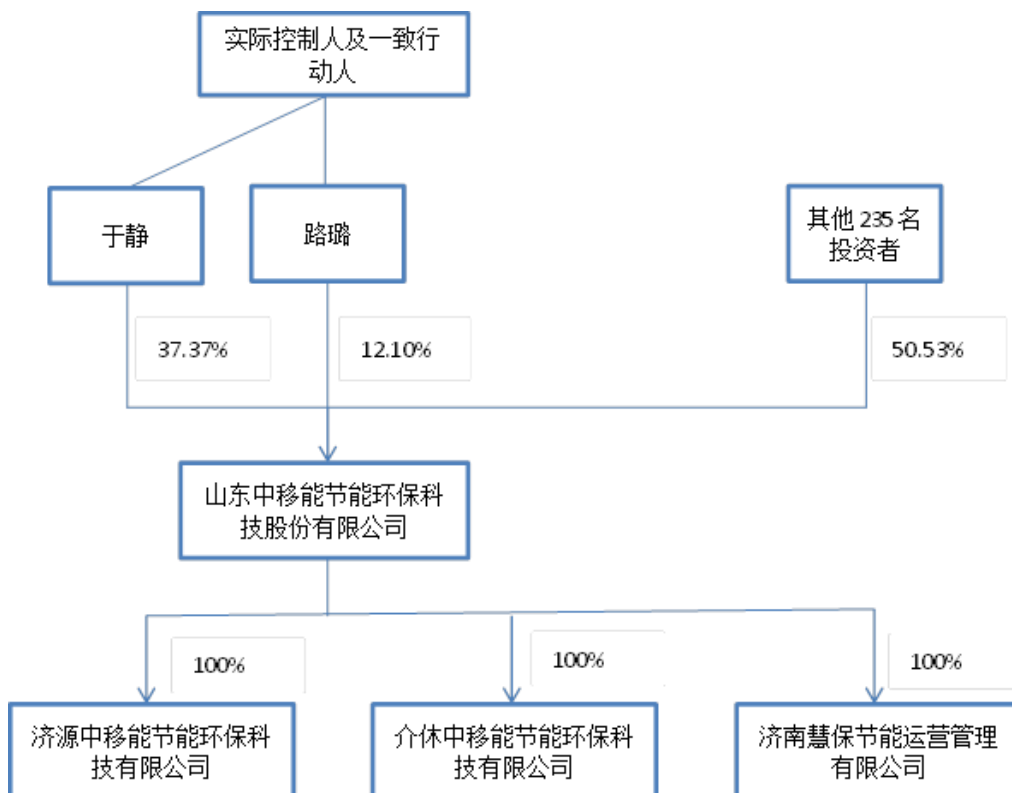 实际控制人及一致行
动人
于静
路璐
其他 235 名
投资者
37.37%
12.10%
50.53%
山东中移能节能环保科
技股份有限公司
100%
100%
100%
济源中移能节能环保科
技有限公司
介休中移能节能环保科
技有限公司
济南慧保节能运营管理
有限公司